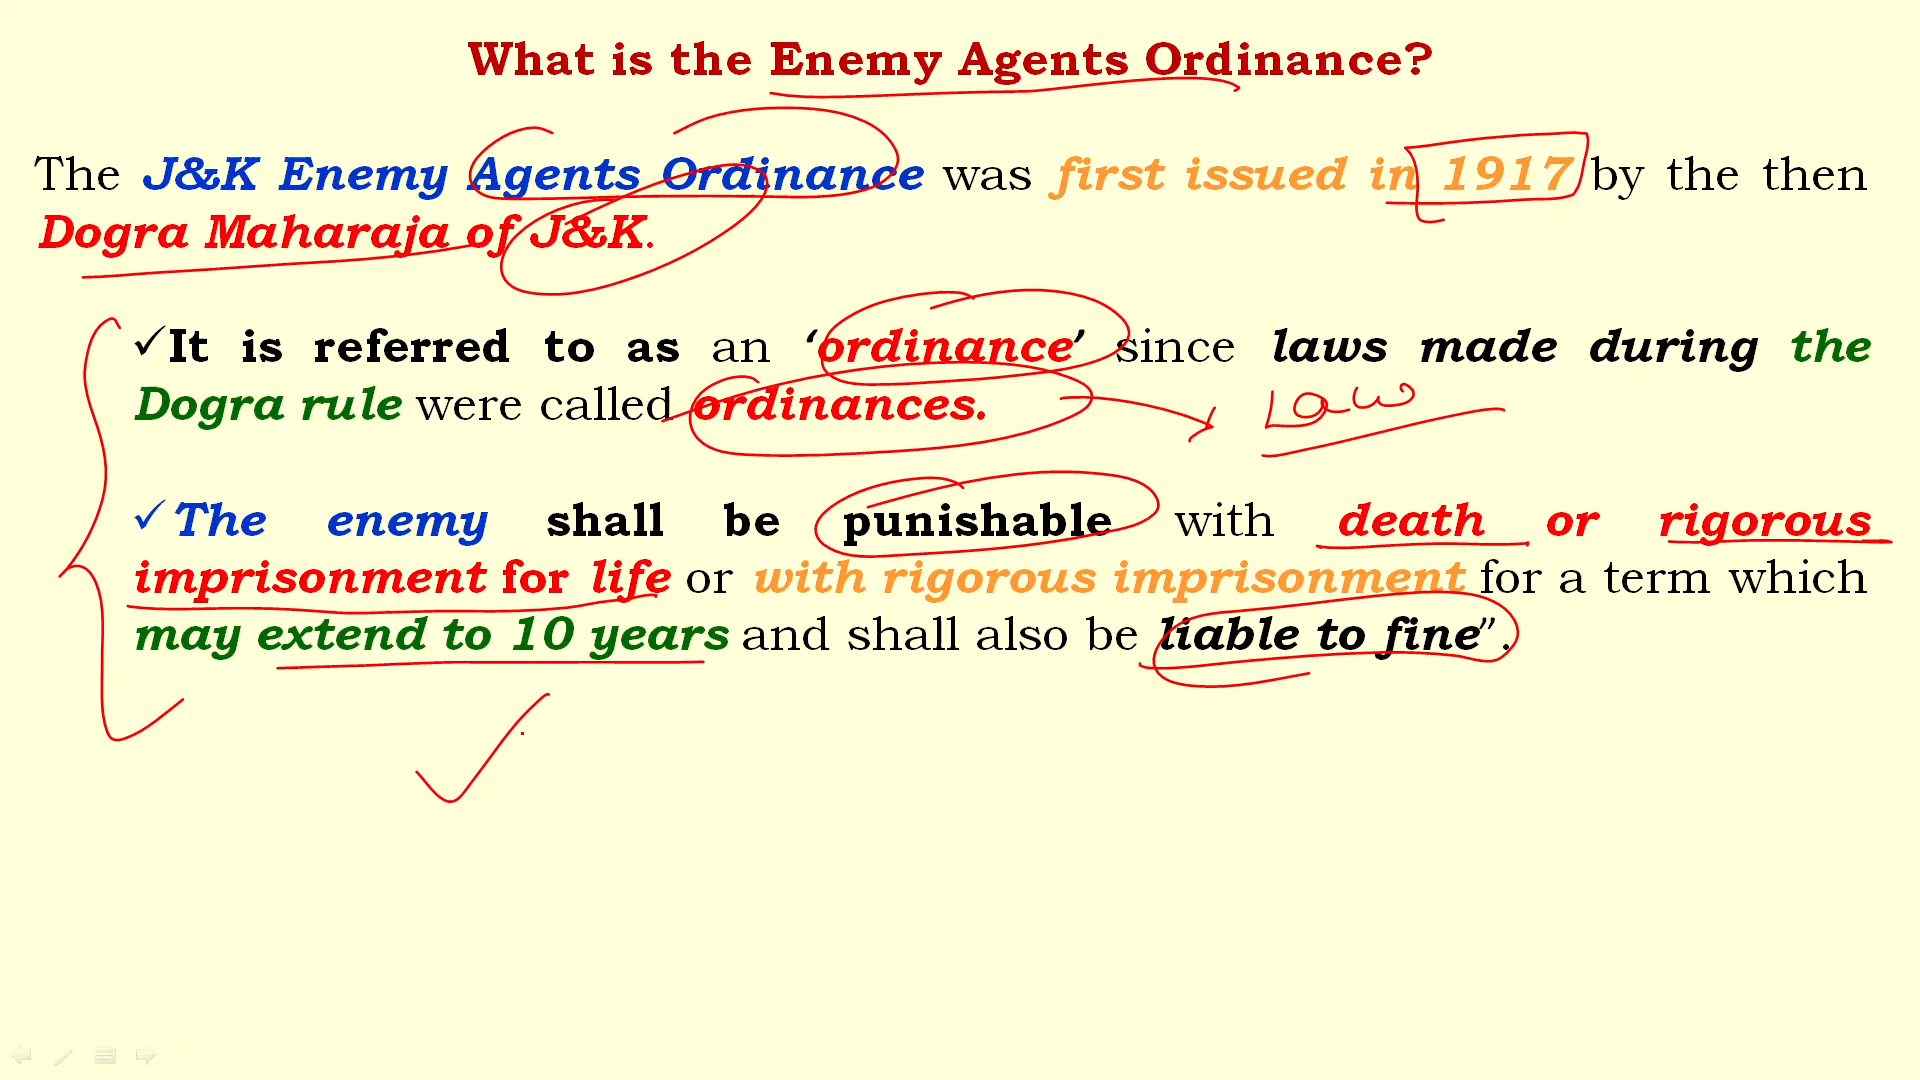 What is the Enemy Agents Ordinance?
The J&K Enemy Agents Ordinance was first issued in 1917 by the then
Dogra Maharaja of J&K.
✓It is referred to as an ‘ordinance’ since laws made during the
Dogra rule were called ordinances.
Law
✓The enemy shall be punishable with death or rigorous
imprisonment for life or with rigorous imprisonment for a term which
may extend to 10 years and shall also be liable to fine”.